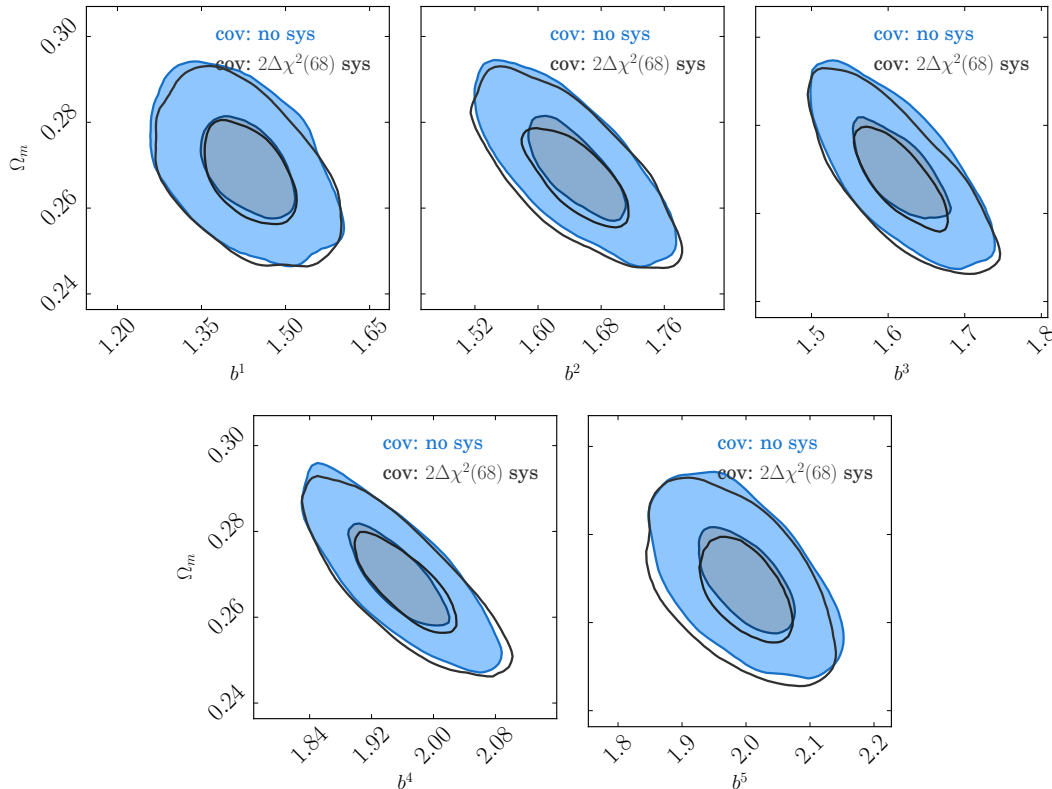 cov: no sys
cov: 2Δχ²(68) sys
0.30
0.28
0.26
0.24
Ωₘ
1.20
1.35
1.50
1.65
b¹
cov: no sys
cov: 2Δχ²(68) sys
1.52
1.60
1.68
1.76
b²
cov: no sys
cov: 2Δχ²(68) sys
1.5
1.6
1.7
1.8
b³
cov: no sys
cov: 2Δχ²(68) sys
0.30
0.28
0.26
0.24
Ωₘ
1.84
1.92
2.00
2.08
b⁴
cov: no sys
cov: 2Δχ²(68) sys
1.8
1.9
2.0
2.1
2.2
b⁵